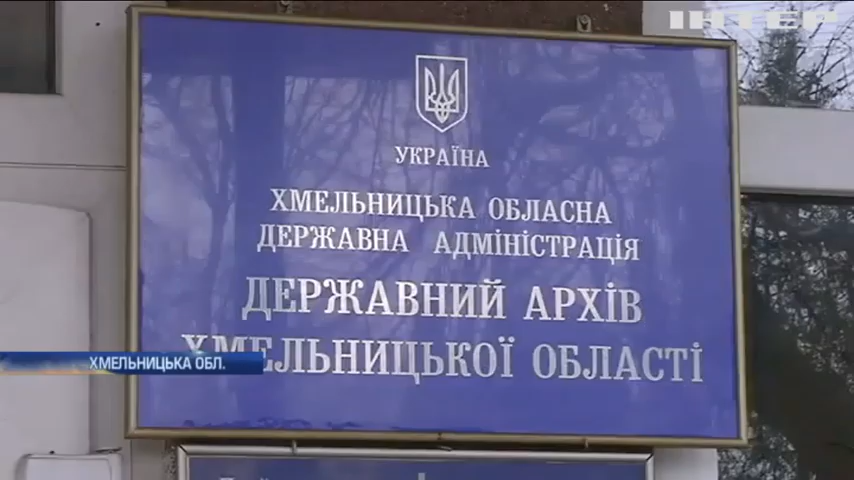 ІНТЕР
УКРАЇНА
ХМЕЛЬНИЦЬКА ОБЛАСНА
ДЕРЖАВНА АДМІНІСТРАЦІЯ
ДЕРЖАВНИЙ АРХІВ
ХМЕЛЬНИЦЬКОЇ ОБЛАСТІ
ХМЕЛЬНИЦЬКА ОБЛ.